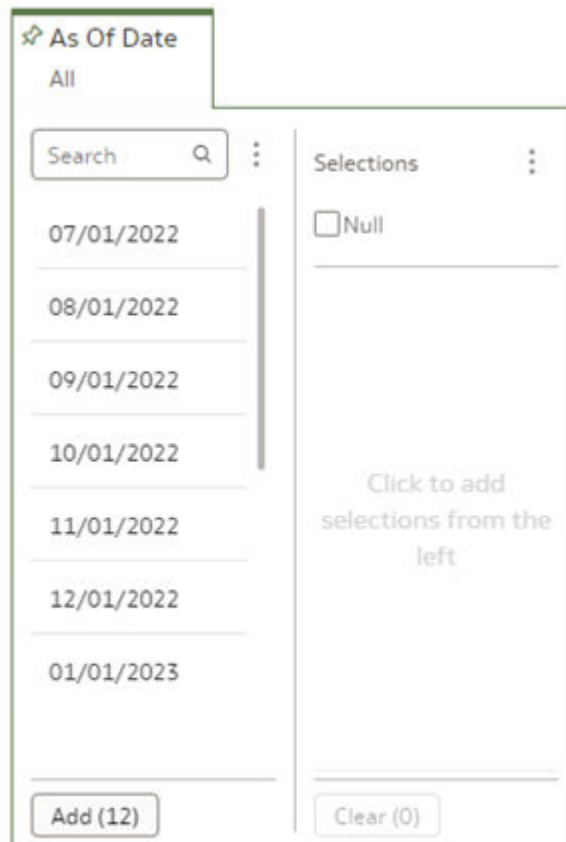 As Of Date
All
Search
07/01/2022
08/01/2022
09/01/2022
10/01/2022
11/01/2022
12/01/2022
01/01/2023
Add (12)
Selections
Null
Click to add
selections from the
left
Clear (0)